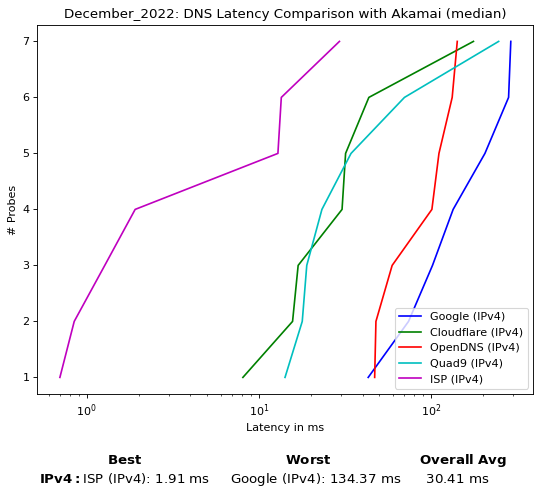 December_2022: DNS Latency Comparison with Akamai (median)
# Probes
7
6
5
4
3
2
1
Google (IPv4)
Cloudflare (IPv4)
OpenDNS (IPv4)
Quad9 (IPv4)
ISP (IPv4)
10⁰ 10¹ 10²
Latency in ms
Best Worst Overall Avg
IPv4: ISP (IPv4): 1.91 ms Google (IPv4): 134.37 ms 30.41 ms